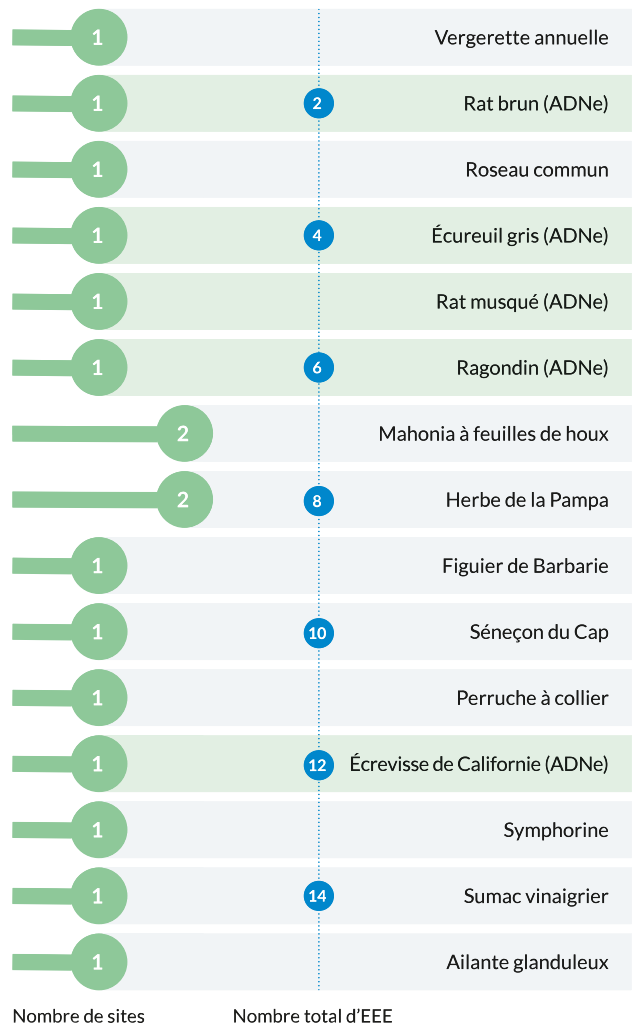 1 Vergerette annuelle
1 2 Rat brun (ADNe)
1 Roseau commun
1 4 Écureuil gris (ADNe)
1 Rat musqué (ADNe)
1 6 Ragondin (ADNe)
2 Mahonia à feuilles de houx
2 8 Herbe de la Pampa
1 Figuier de Barbarie
1 10 Séneçon du Cap
1 Perruche à collier
1 12 Écrevisse de Californie (ADNe)
1 Symphorine
1 14 Sumac vinaigrier
1 Ailante glanduleux
Nombre de sites Nombre total d’EEE